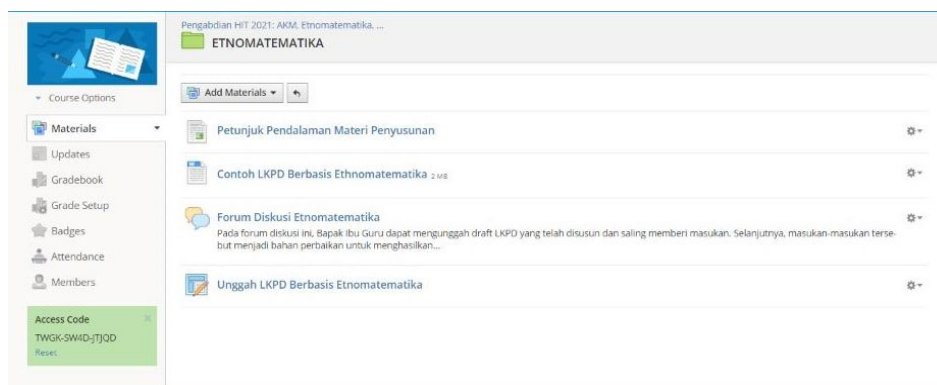 Pengabdian HIT 2021: AKM, Etnomatematika, ...
ETNOMATEMATIKA
Course Options
Materials
Updates
Gradebook
Grade Setup
Badges
Attendance
Members
Access Code
TWGK-SW4D-JTJQD
Reset
Add Materials
Petunjuk Pendalaman Materi Penyusunan
Contoh LKPD Berbasis Ethnomatematika 2 MB
Forum Diskusi Etnomatematika
Pada forum diskusi ini, Bapak ibu Guru dapat mengunggah draft LKPD yang telah disusun dan saling memberi masukan. Selanjutnya, masukan-masukan terse-
but menjadi bahan perbaikan untuk menghasilkan...
Unggah LKPD Berbasis Etnomatematika